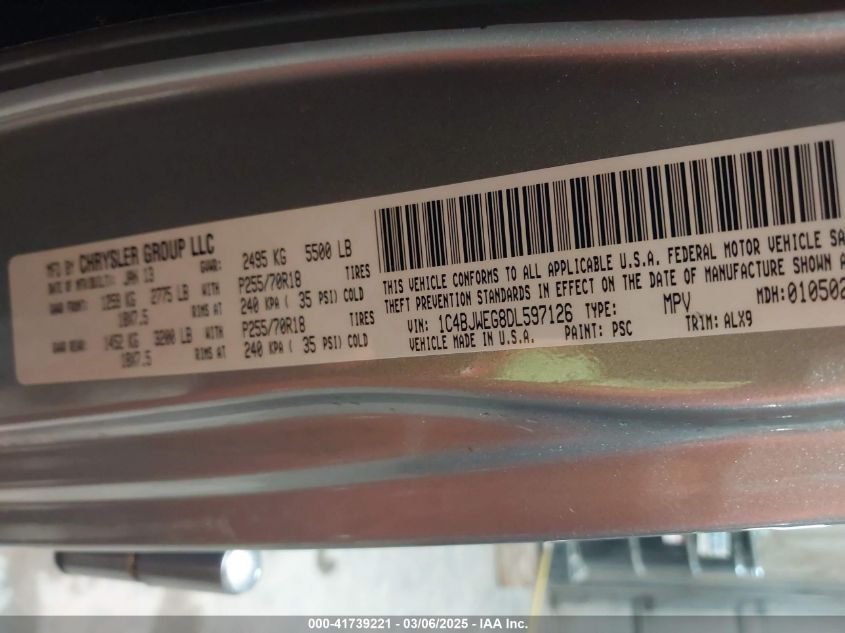 MFD BY CHRYSLER GROUP LLC
DATE OF MFR/BUILT: JAN 13 GVWR: 2495 KG 5500 LB
GAWR FRONT: 1259 KG 2775 LB WITH P255/70R18 TIRES
18X7.5 RIMS AT 240 KPA ( 35 PSI) COLD
GAWR REAR: 1452 KG 3200 LB WITH P255/70R18 TIRES
18X7.5 RIMS AT 240 KPA ( 35 PSI) COLD
THIS VEHICLE CONFORMS TO ALL APPLICABLE U.S.A. FEDERAL MOTOR VEHICLE SA
THEFT PREVENTION STANDARDS IN EFFECT ON THE DATE OF MANUFACTURE SHOWN A
VIN: 1C4BJWEG8DL597126 TYPE: MPV MDH:010502
VEHICLE MADE IN U.S.A. PAINT: PSC TRIM: ALX9
000-41739221 - 03/06/2025 - IAA Inc.